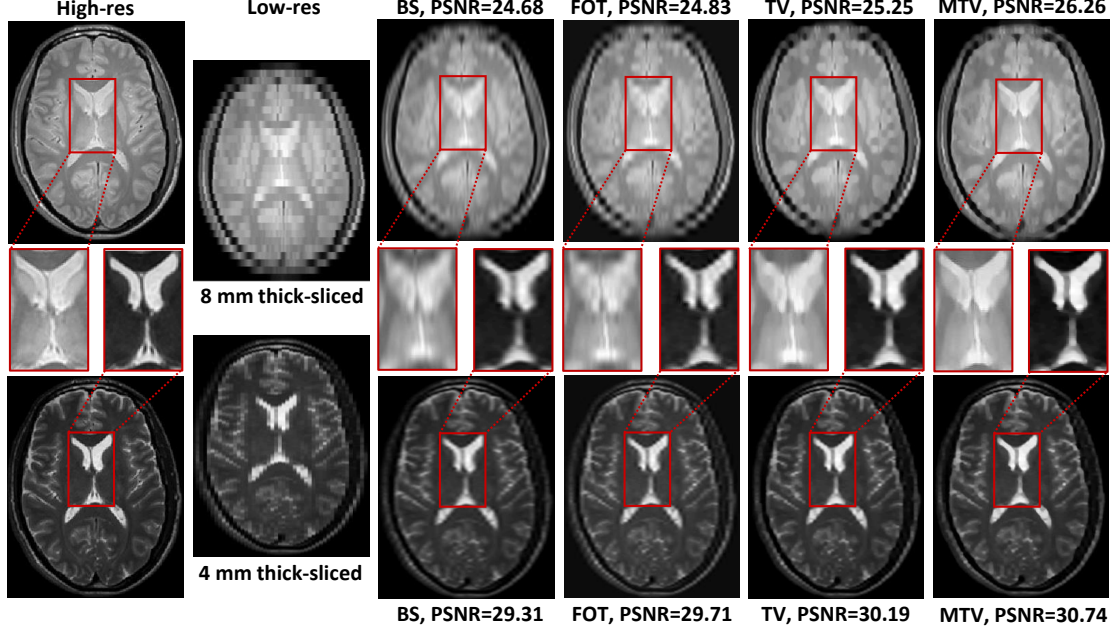 High-res
Low-res
BS, PSNR=24.68
FOT, PSNR=24.83
TV, PSNR=25.25
MTV, PSNR=26.26
8 mm thick-sliced
4 mm thick-sliced
BS, PSNR=29.31
FOT, PSNR=29.71
TV, PSNR=30.19
MTV, PSNR=30.74